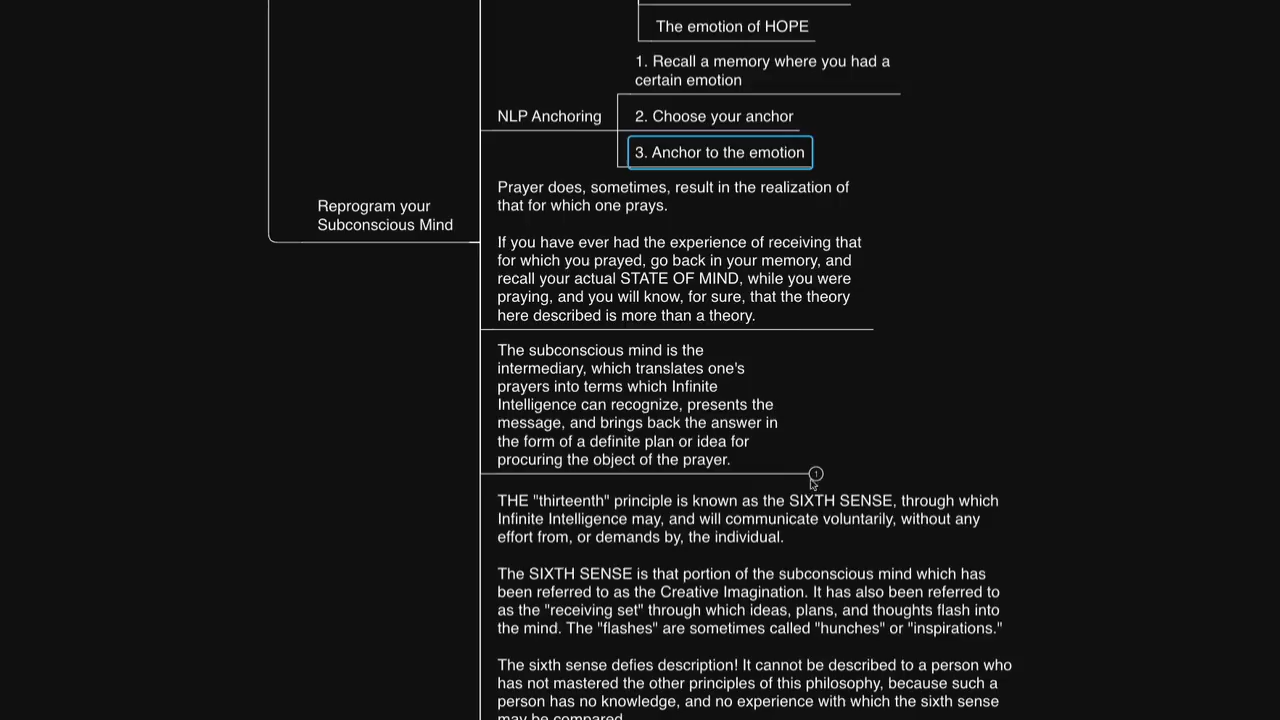 The emotion of HOPE
1. Recall a memory where you had a
certain emotion
NLP Anchoring
2. Choose your anchor
3. Anchor to the emotion
Reprogram your
Subconscious Mind
Prayer does, sometimes, result in the realization of
that for which one prays.
If you have ever had the experience of receiving that
for which you prayed, go back in your memory, and
recall your actual STATE OF MIND, while you were
praying, and you will know, for sure, that the theory
here described is more than a theory.
The subconscious mind is the
intermediary, which translates one's
prayers into terms which Infinite
Intelligence can recognize, presents the
message, and brings back the answer in
the form of a definite plan or idea for
procuring the object of the prayer.
1
THE "thirteenth" principle is known as the SIXTH SENSE, through which
Infinite Intelligence may, and will communicate voluntarily, without any
effort from, or demands by, the individual.
The SIXTH SENSE is that portion of the subconscious mind which has
been referred to as the Creative Imagination. It has also been referred to
as the "receiving set" through which ideas, plans, and thoughts flash into
the mind. The "flashes" are sometimes called "hunches" or "inspirations."
The sixth sense defies description! It cannot be described to a person who
has not mastered the other principles of this philosophy, because such a
person has no knowledge, and no experience with which the sixth sense
may be compared.